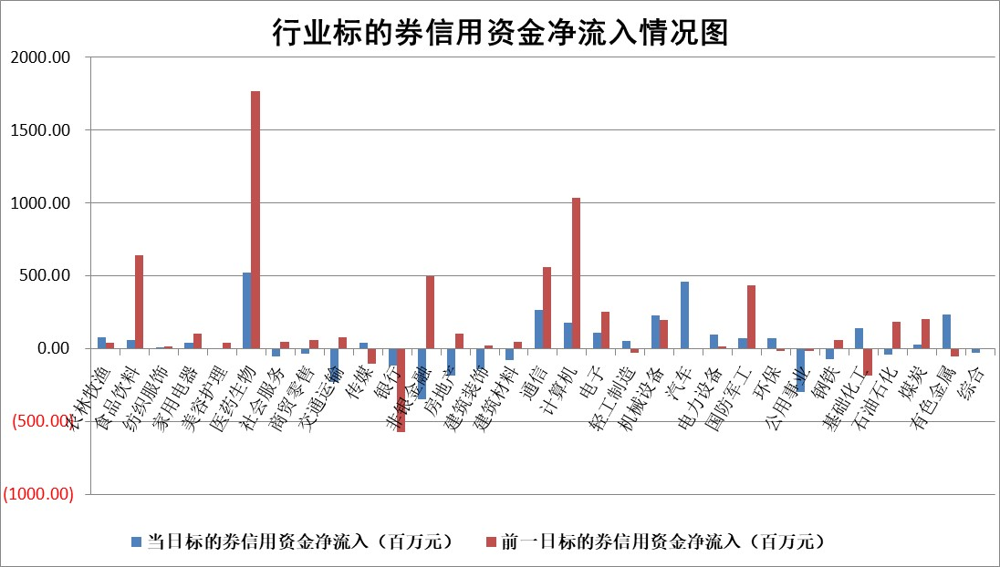 行业标的券信用资金净流入情况图
2000.00
1500.00
1000.00
500.00
0.00
(500.00)
(1000.00)
农林牧渔
食品饮料
纺织服饰
家用电器
美容护理
医药生物
社会服务
商贸零售
交通运输
传媒
银行
非银金融
房地产
建筑装饰
建筑材料
通信
计算机
电子
轻工制造
机械设备
汽车
电力设备
国防军工
环保
公用事业
钢铁
基础化工
石油石化
煤炭
有色金属
综合
当日标的券信用资金净流入（百万元）
前一日标的券信用资金净流入（百万元）